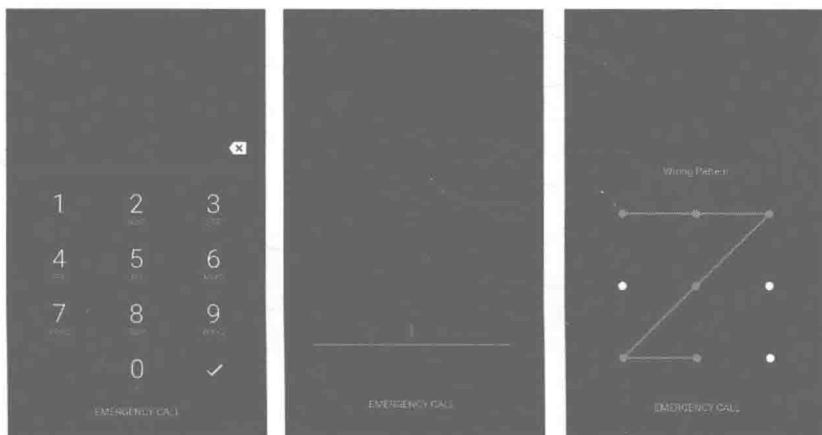 1 2 3
4 5 6
7 8 9
0
EMERGENCY CALL
EMERGENCY CALL
Wrong Pattern
EMERGENCY CALL